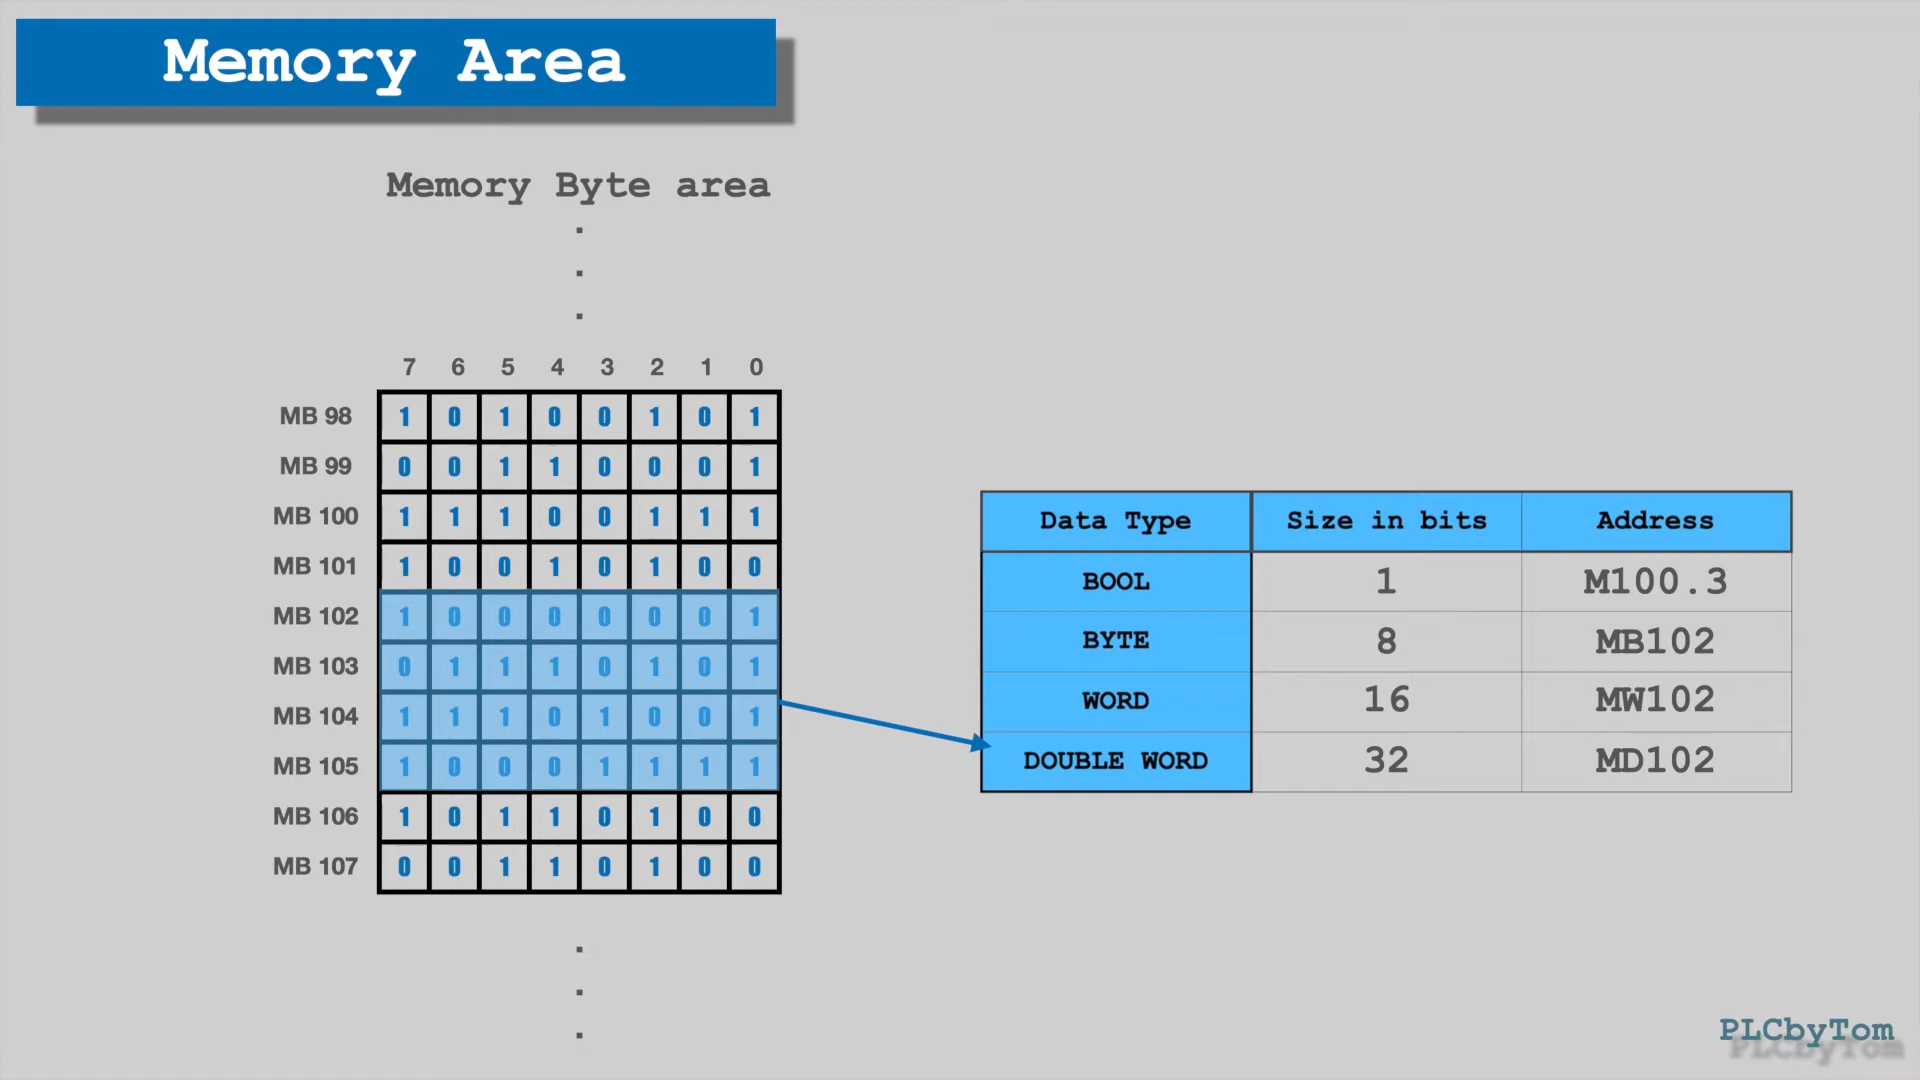 Memory Area
Memory Byte area
.
.
.
7 6 5 4 3 2 1 0
MB 98 1 0 1 0 0 1 0 1
MB 99 0 0 1 1 0 0 0 1
MB 100 1 1 1 0 0 1 1 1
MB 101 1 0 0 1 0 1 0 0
MB 102 1 0 0 0 0 0 0 1
MB 103 0 1 1 1 0 1 0 1
MB 104 1 1 1 0 1 0 0 1
MB 105 1 0 0 0 1 1 1 1
MB 106 1 0 1 1 0 1 0 0
MB 107 0 0 1 1 0 1 0 0
.
.
.
Data Type Size in bits Address
BOOL 1 M100.3
BYTE 8 MB102
WORD 16 MW102
DOUBLE WORD 32 MD102
PLCbyTom